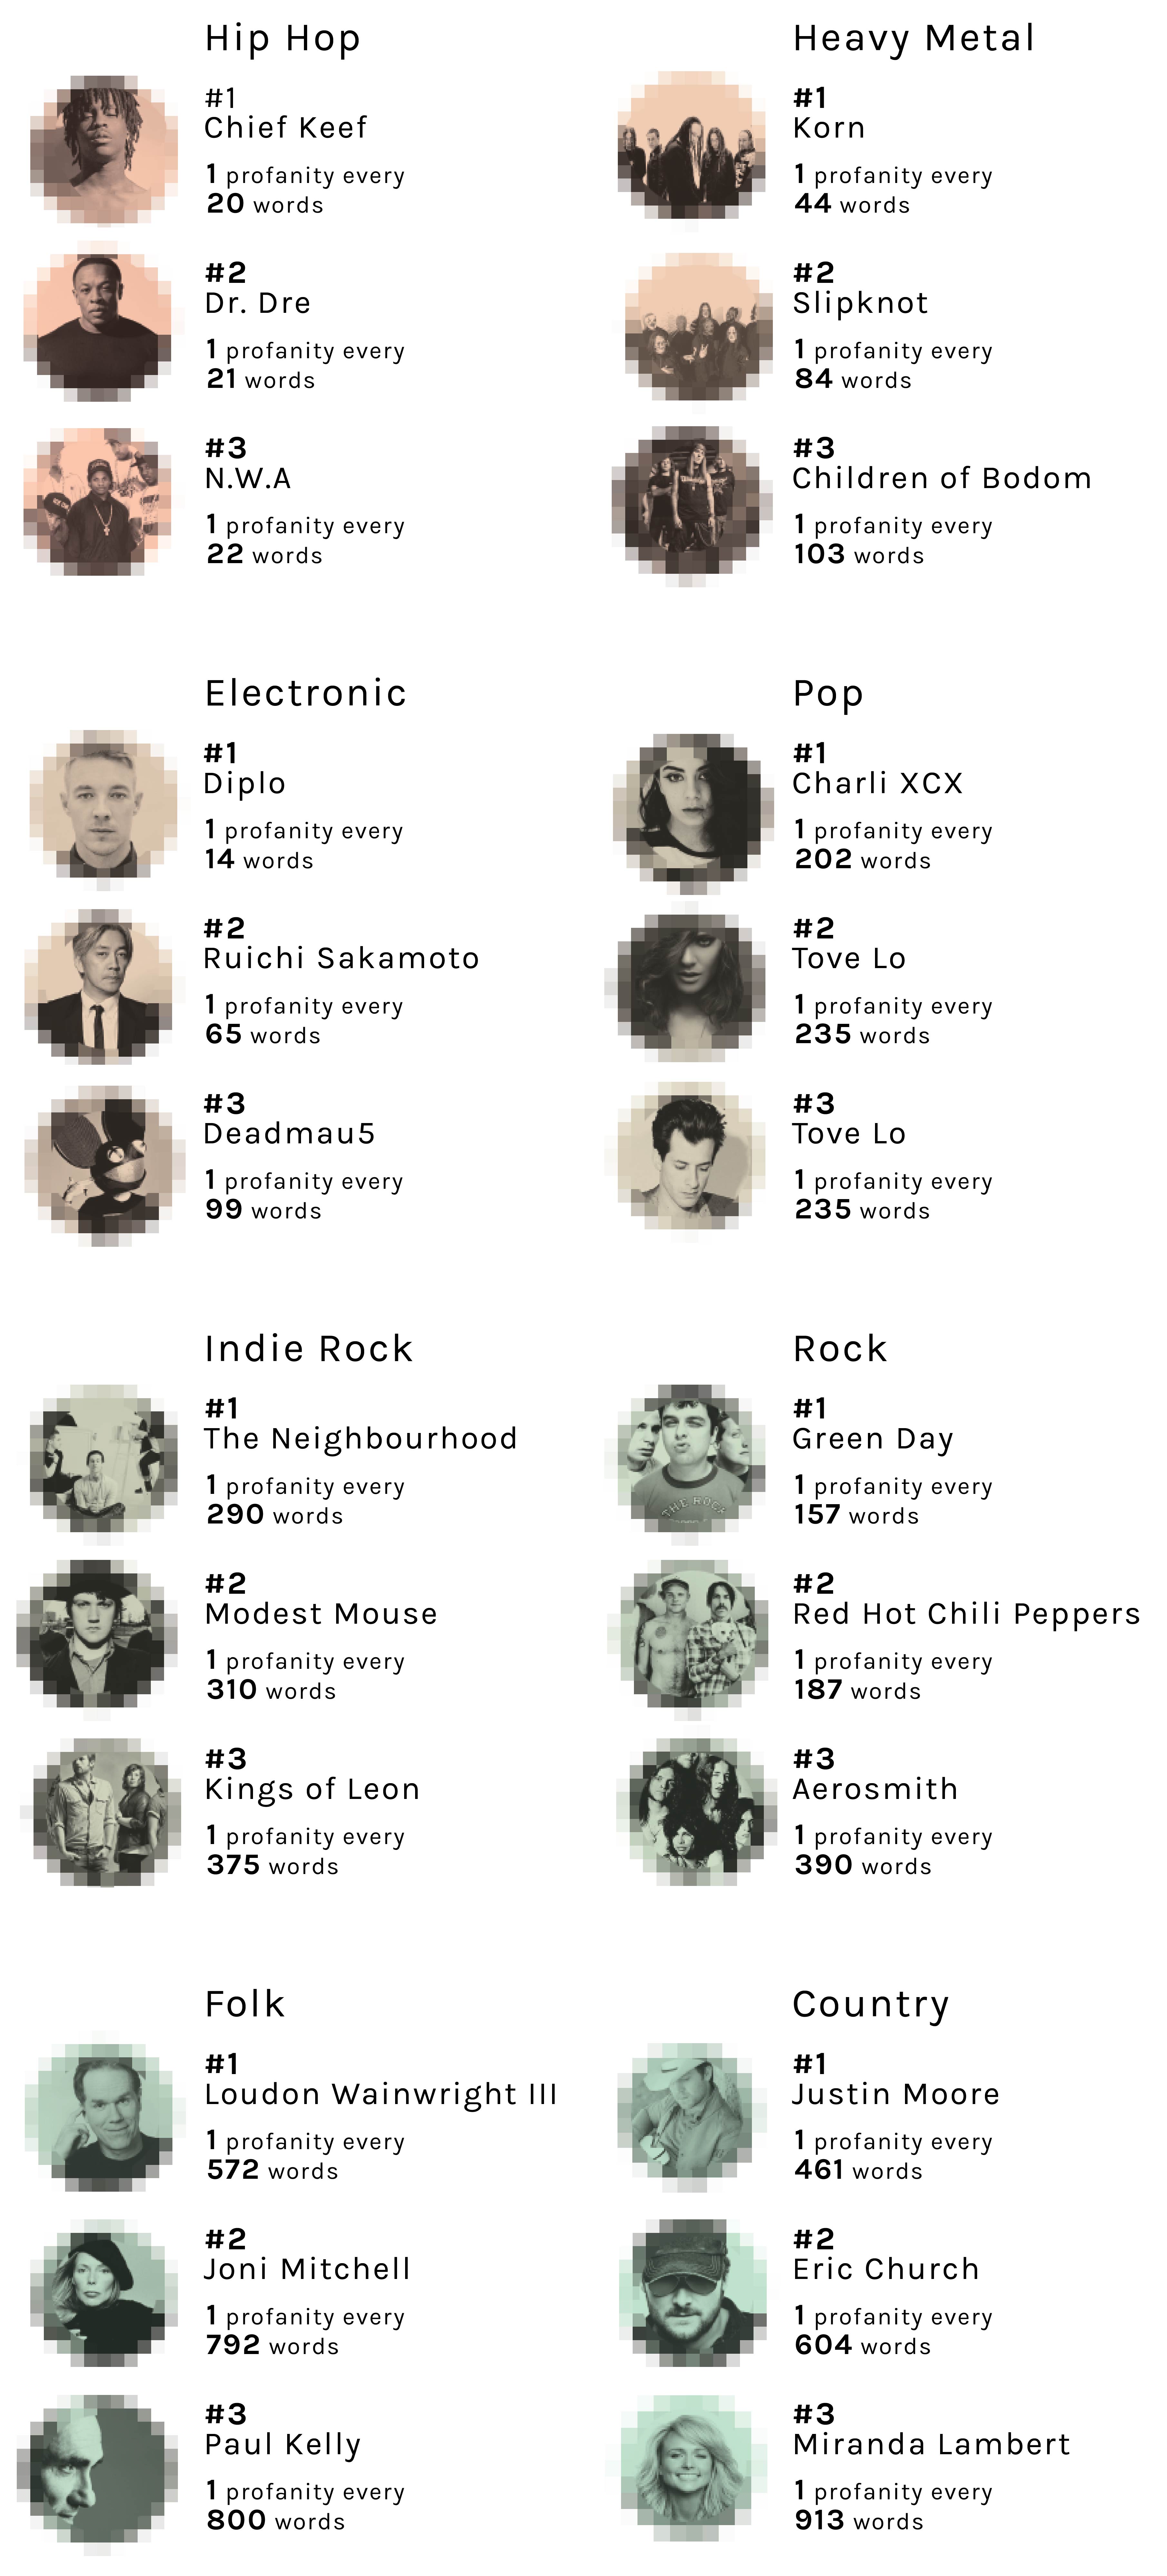 Hip Hop
#1
Chief Keef
1 profanity every
20 words
#2
Dr. Dre
1 profanity every
21 words
#3
N.W.A
1 profanity every
22 words
Heavy Metal
#1
Korn
1 profanity every
44 words
#2
Slipknot
1 profanity every
84 words
#3
Children of Bodom
1 profanity every
103 words
Electronic
#1
Diplo
1 profanity every
14 words
#2
Ruichi Sakamoto
1 profanity every
65 words
#3
Deadmau5
1 profanity every
99 words
Pop
#1
Charli XCX
1 profanity every
202 words
#2
Tove Lo
1 profanity every
235 words
#3
Tove Lo
1 profanity every
235 words
Indie Rock
#1
The Neighbourhood
1 profanity every
290 words
#2
Modest Mouse
1 profanity every
310 words
#3
Kings of Leon
1 profanity every
375 words
Rock
#1
Green Day
1 profanity every
157 words
THE ROCK
#2
Red Hot Chili Peppers
1 profanity every
187 words
#3
Aerosmith
1 profanity every
390 words
Folk
#1
Loudon Wainwright III
1 profanity every
572 words
#2
Joni Mitchell
1 profanity every
792 words
#3
Paul Kelly
1 profanity every
800 words
Country
#1
Justin Moore
1 profanity every
461 words
#2
Eric Church
1 profanity every
604 words
#3
Miranda Lambert
1 profanity every
913 words